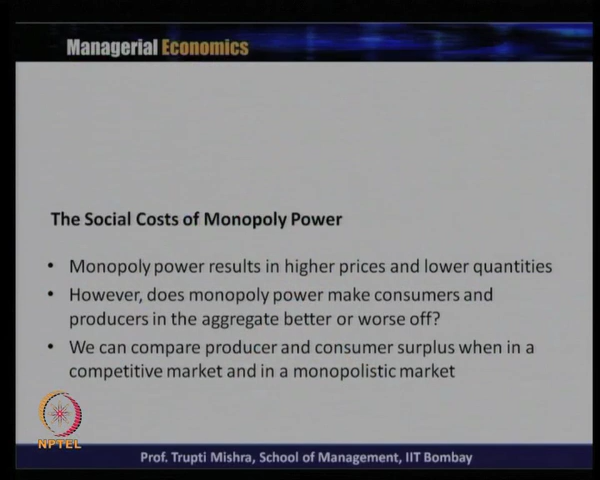 Managerial Economics
The Social Costs of Monopoly Power
• Monopoly power results in higher prices and lower quantities
• However, does monopoly power make consumers and
producers in the aggregate better or worse off?
• We can compare producer and consumer surplus when in a
competitive market and in a monopolistic market
NPTEL
Prof. Trupti Mishra, School of Management, IIT Bombay